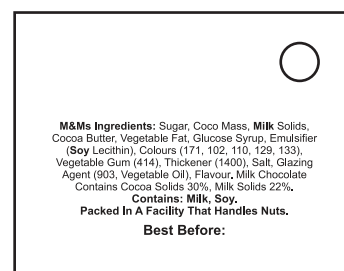 M&Ms Ingredients: Sugar, Coco Mass, Milk Solids,
Cocoa Butter, Vegetable Fat, Glucose Syrup, Emulsifier
(Soy Lecithin), Colours (171, 102, 110, 129, 133),
Vegetable Gum (414), Thickener (1400), Salt, Glazing
Agent (903, Vegetable Oil), Flavour. Milk Chocolate
Contains Cocoa Solids 30%, Milk Solids 22%.
Contains: Milk, Soy.
Packed In A Facility That Handles Nuts.
Best Before: